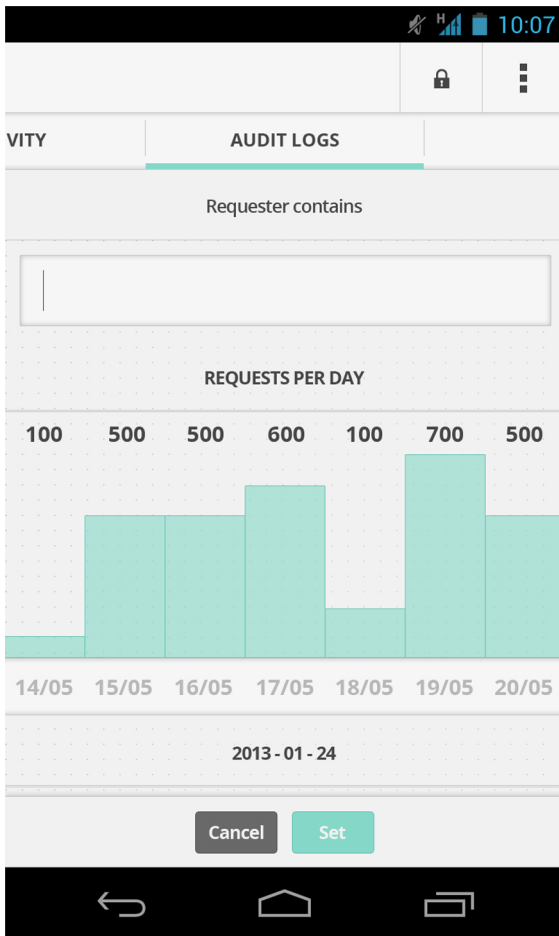 H 10:07
VITY AUDIT LOGS
Requester contains
REQUESTS PER DAY
100 500 500 600 100 700 500
14/05 15/05 16/05 17/05 18/05 19/05 20/05
2013 - 01 - 24
Cancel Set